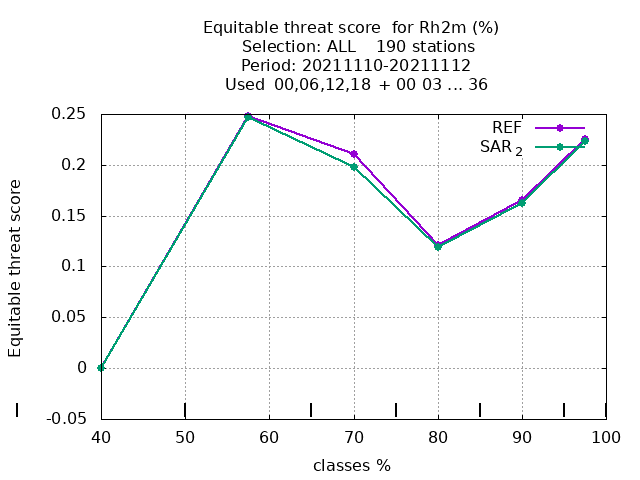 Equitable threat score for Rh2m (%)
Selection: ALL 190 stations
Period: 20211110-20211112
Used 00,06,12,18 + 00 03 ... 36
REF
SAR 2
0.25
0.2
0.15
0.1
0.05
0
-0.05
Equitable threat score
40 50 60 70 80 90 100
classes %